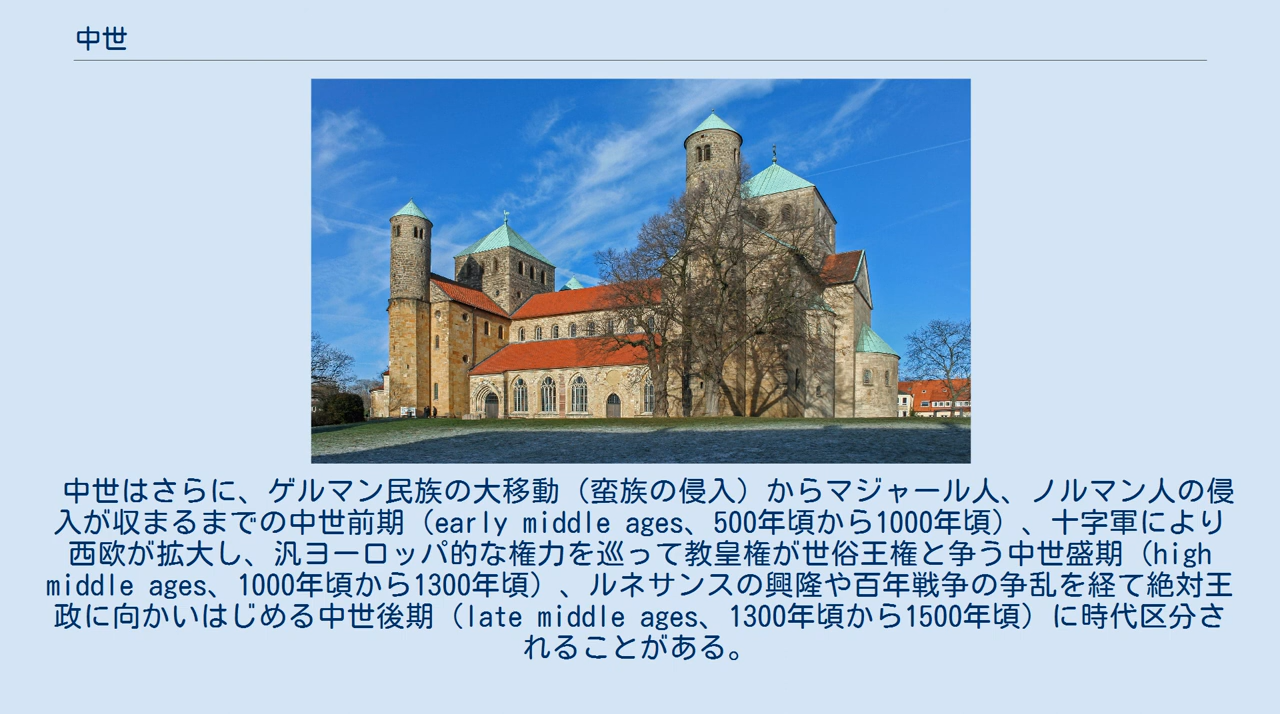 中世
中世はさらに、ゲルマン民族の大移動（蛮族の侵入）からマジャール人、ノルマン人の侵
入が収まるまでの中世前期（early middle ages、500年頃から1000年頃）、十字軍により
西欧が拡大し、汎ヨーロッパ的な権力を巡って教皇権が世俗王権と争う中世盛期（high
middle ages、1000年頃から1300年頃）、ルネサンスの興隆や百年戦争の争乱を経て絶対王
政に向かいはじめる中世後期（late middle ages、1300年頃から1500年頃）に時代区分さ
れることがある。